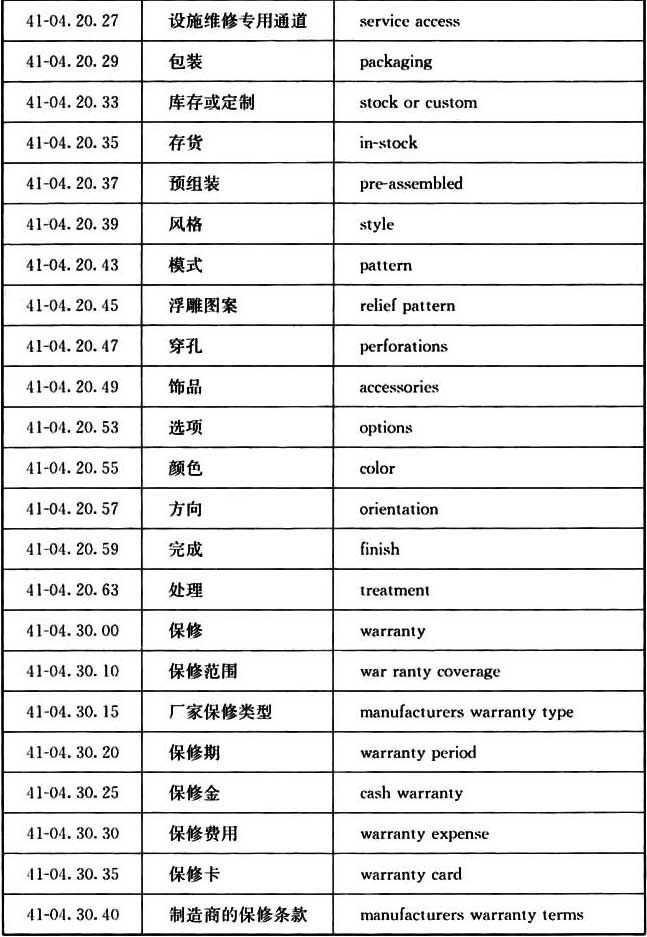 41-04.20.27 设施维修专用通道 service access
41-04.20.29 包装 packaging
41-04.20.33 库存或定制 stock or custom
41-04.20.35 存货 in-stock
41-04.20.37 预组装 pre-assembled
41-04.20.39 风格 style
41-04.20.43 模式 pattern
41-04.20.45 浮雕图案 relief pattern
41-04.20.47 穿孔 perforations
41-04.20.49 饰品 accessories
41-04.20.53 选项 options
41-04.20.55 颜色 color
41-04.20.57 方向 orientation
41-04.20.59 完成 finish
41-04.20.63 处理 treatment
41-04.30.00 保修 warranty
41-04.30.10 保修范围 war ranty coverage
41-04.30.15 厂家保修类型 manufacturers warranty type
41-04.30.20 保修期 warranty period
41-04.30.25 保修金 cash warranty
41-04.30.30 保修费用 warranty expense
41-04.30.35 保修卡 warranty card
41-04.30.40 制造商的保修条款 manufacturers warranty terms